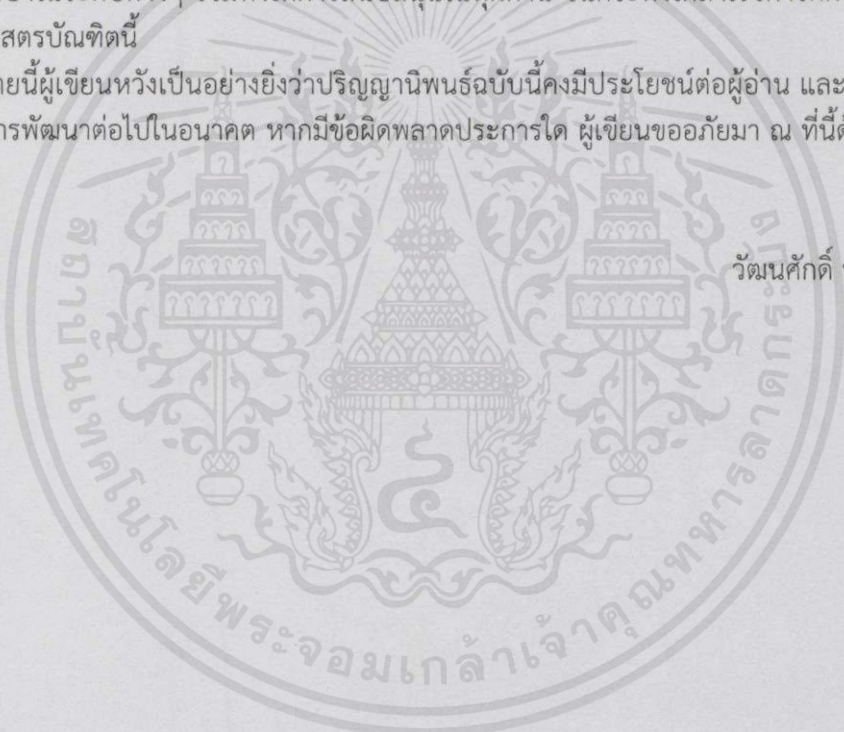 สตรบัณฑิตนี้
ายนี้ผู้เขียนหวังเป็นอย่างยิ่งว่าปริญญานิพนธ์ฉบับนี้คงมีประโยชน์ต่อผู้อ่าน และ
ารพัฒนาต่อไปในอนาคต หากมีข้อผิดพลาดประการใด ผู้เขียนขออภัยมา ณ ที่นี้ด้
วัฒนศักดิ์
สถาบันเทคโนโลยีพระจอมเกล้าเจ้าคุณทหารลาดกระบัง
๔